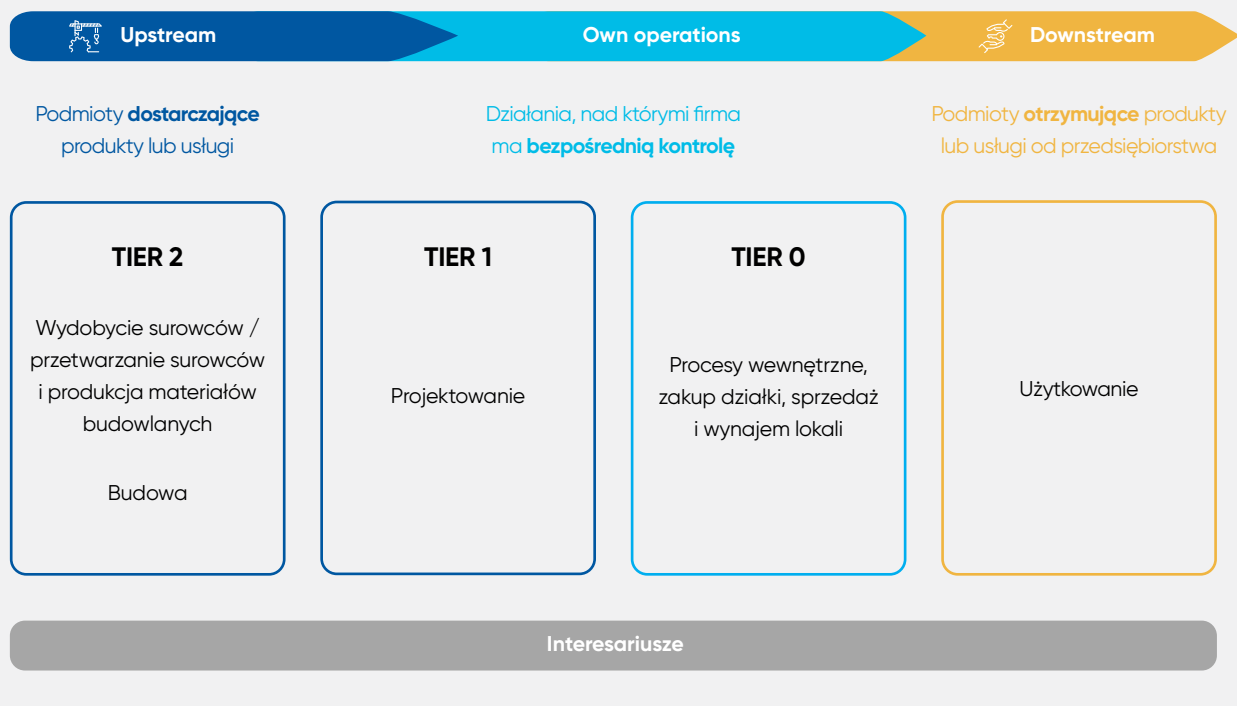 Upstream
Own operations
Downstream
Podmioty dostarczające
produkty lub usługi
Działania, nad którymi firma
ma bezpośrednią kontrolę
Podmioty otrzymujące produkty
lub usługi od przedsiębiorstwa
TIER 2
Wydobycie surowców /
przetwarzanie surowców
i produkcja materiałów
budowlanych
Budowa
TIER 1
Projektowanie
TIER 0
Procesy wewnętrzne,
zakup działki, sprzedaż
i wynajem lokali
Użytkowanie
Interesariusze